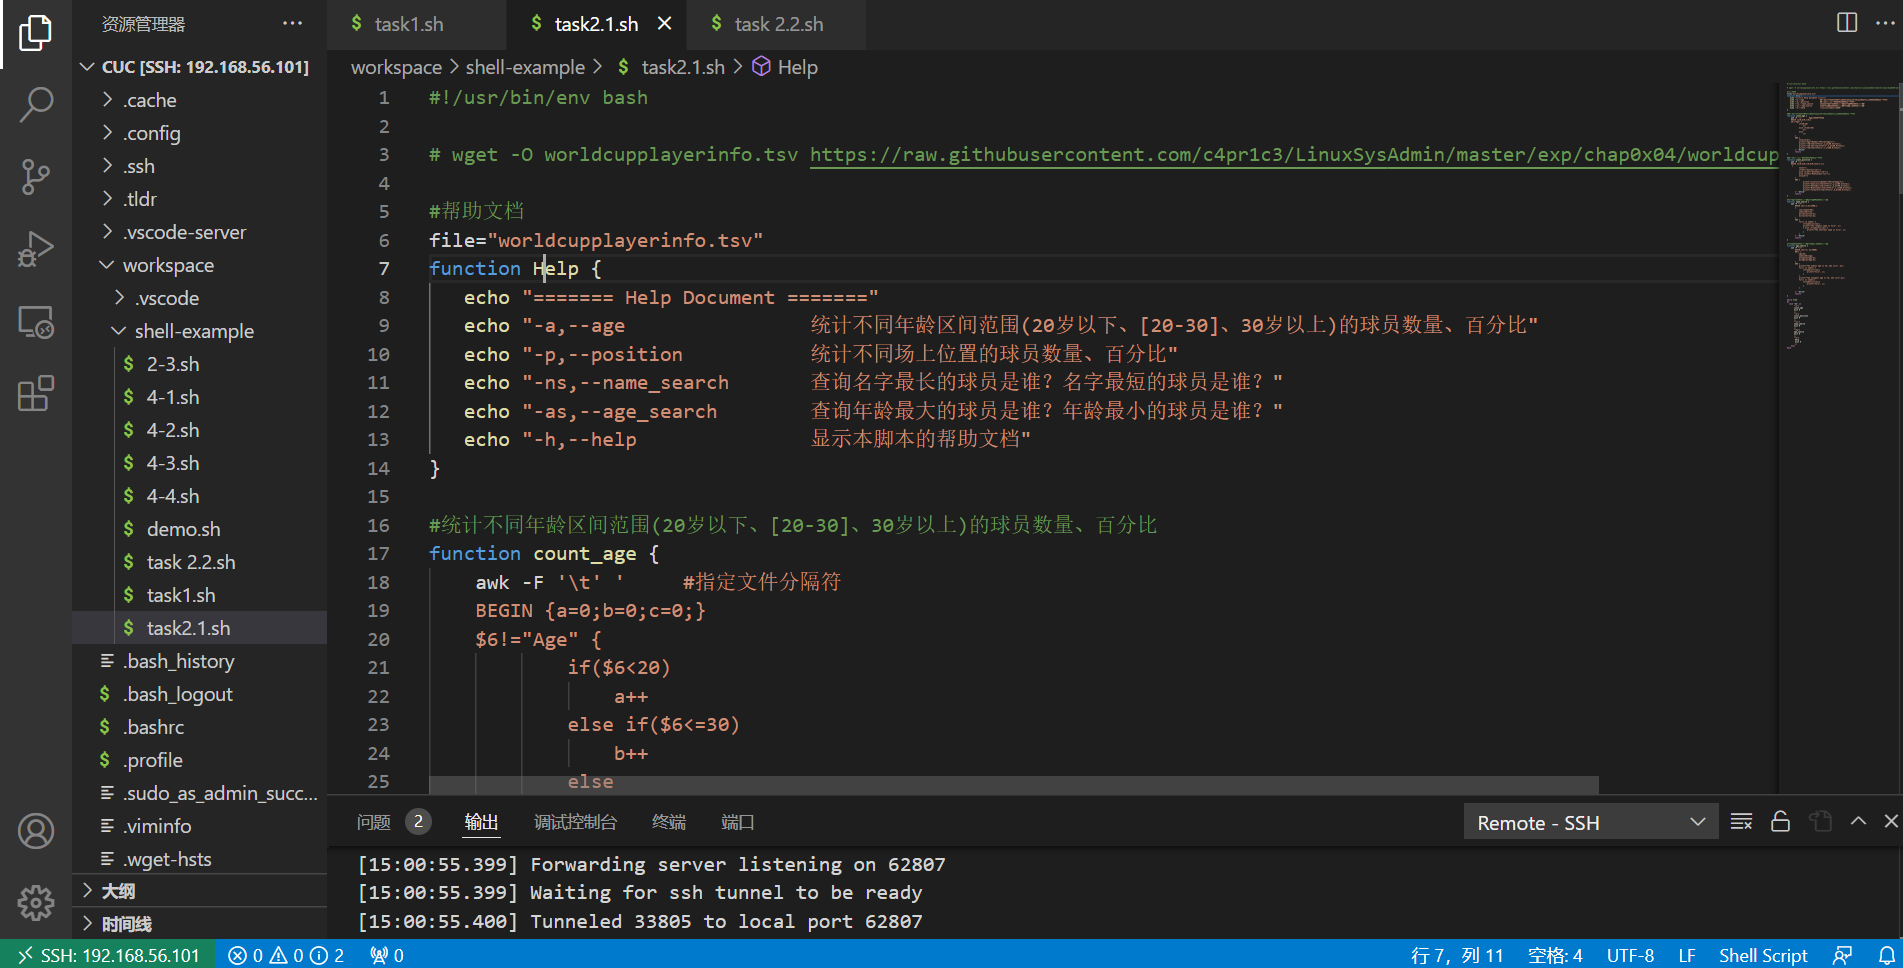 资源管理器 ···
CUC [SSH: 192.168.56.101]
.cache
.config
.ssh
.tldr
.vscode-server
workspace
.vscode
shell-example
$ 2-3.sh
$ 4-1.sh
$ 4-2.sh
$ 4-3.sh
$ 4-4.sh
$ demo.sh
$ task 2.2.sh
$ task1.sh
$ task2.1.sh
.bash_history
$ .bash_logout
$ .bashrc
$ .profile
.sudo_as_admin_succ...
.viminfo
.wget-hsts
大纲
时间线
$ task1.sh $ task2.1.sh $ task 2.2.sh
workspace > shell-example > $ task2.1.sh > Help
1 #!/usr/bin/env bash
2
3 # wget -O worldcupplayerinfo.tsv https://raw.githubusercontent.com/c4pr1c3/LinuxSysAdmin/master/exp/chap0x04/worldcup
4
5 #帮助文档
6 file="worldcupplayerinfo.tsv"
7 function Help {
8 echo "======= Help Document ======="
9 echo "-a,--age 统计不同年龄区间范围(20岁以下、[20-30]、30岁以上)的球员数量、百分比"
10 echo "-p,--position 统计不同场上位置的球员数量、百分比"
11 echo "-ns,--name_search 查询名字最长的球员是谁？名字最短的球员是谁？"
12 echo "-as,--age_search 查询年龄最大的球员是谁？年龄最小的球员是谁？"
13 echo "-h,--help 显示本脚本的帮助文档"
14 }
15
16 #统计不同年龄区间范围(20岁以下、[20-30]、30岁以上)的球员数量、百分比
17 function count_age {
18 awk -F '\t' ' #指定文件分隔符
19 BEGIN {a=0;b=0;c=0;}
20 $6!="Age" {
21 if($6<20)
22 a++
23 else if($6<=30)
24 b++
25 else
问题 2 输出 调试控制台 终端 端口 Remote - SSH
[15:00:55.399] Forwarding server listening on 62807
[15:00:55.399] Waiting for ssh tunnel to be ready
[15:00:55.400] Tunneled 33805 to local port 62807
SSH: 192.168.56.101 0 0 2 0 行 7，列 11 空格: 4 UTF-8 LF Shell Script